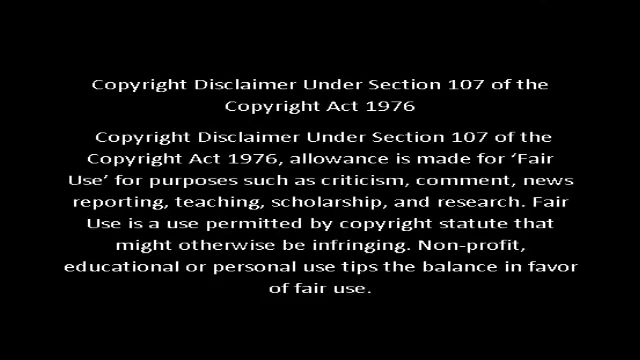 Copyright Disclaimer Under Section 107 of the
Copyright Act 1976
Copyright Disclaimer Under Section 107 of the
Copyright Act 1976, allowance is made for ‘Fair
Use’ for purposes such as criticism, comment, news
reporting, teaching, scholarship, and research. Fair
Use is a use permitted by copyright statute that
might otherwise be infringing. Non-profit,
educational or personal use tips the balance in favor
of fair use.